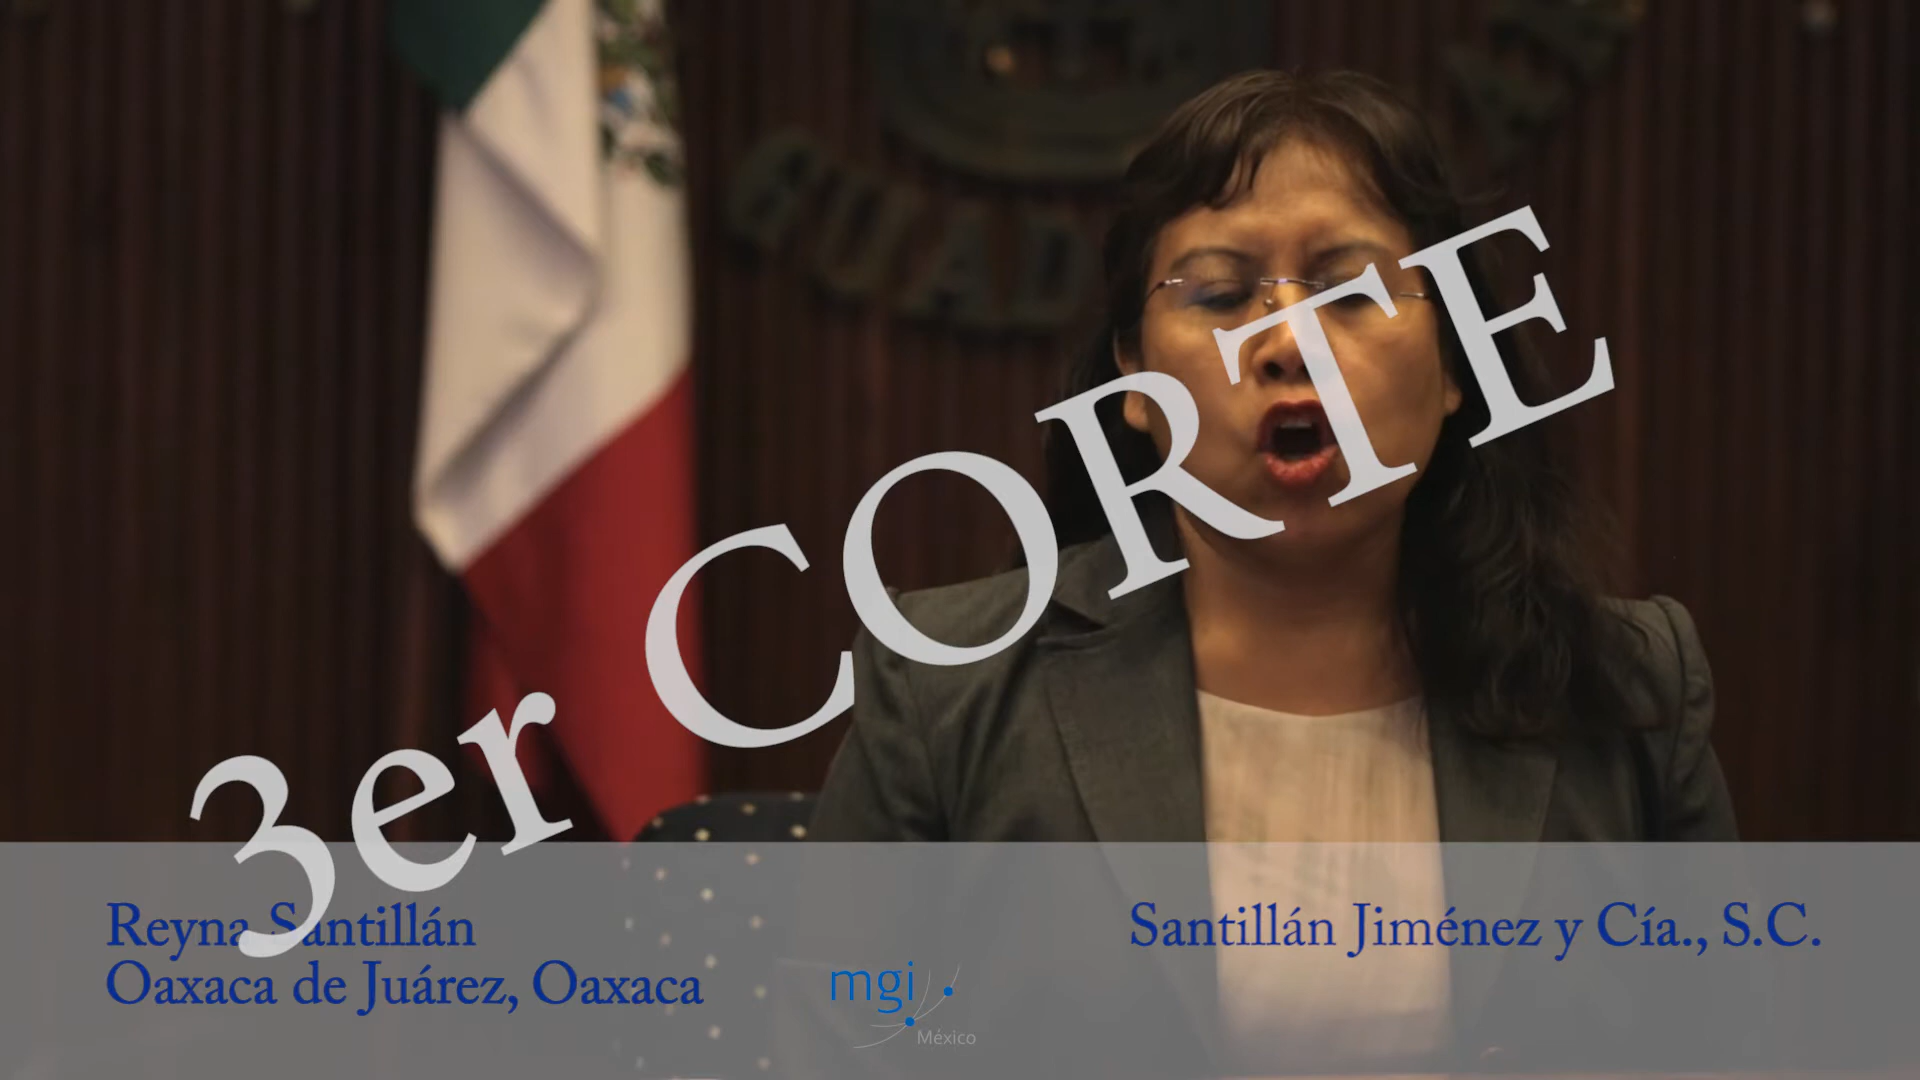 3er CORTE
Reyna Santillán
Oaxaca de Juárez, Oaxaca
Santillán Jiménez y Cía., S.C.
mgi
México